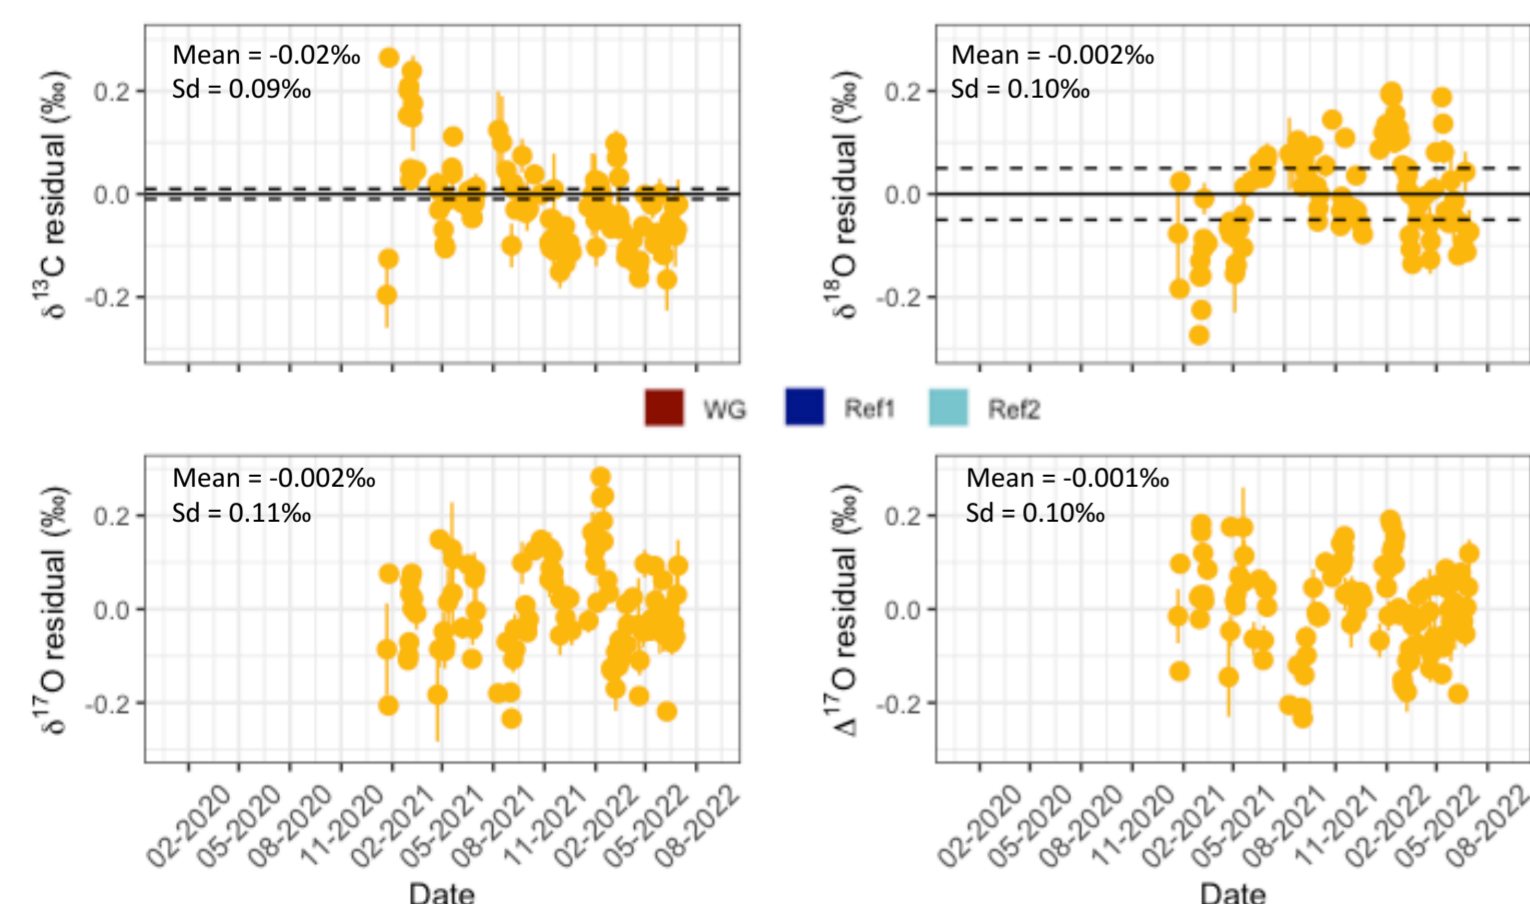 Mean = -0.02‰
Sd = 0.09‰
δ13C residual (‰)
0.2
0.0
-0.2
Mean = -0.002‰
Sd = 0.10‰
δ18O residual (‰)
0.2
0.0
-0.2
WG Ref1 Ref2
Mean = -0.002‰
Sd = 0.11‰
δ17O residual (‰)
0.2
0.0
-0.2
02-2020 05-2020 08-2020 11-2020 02-2021 05-2021 08-2021 11-2021 02-2022 05-2022 08-2022
Date
Mean = -0.001‰
Sd = 0.10‰
Δ17O residual (‰)
0.2
0.0
-0.2
02-2020 05-2020 08-2020 11-2020 02-2021 05-2021 08-2021 11-2021 02-2022 05-2022 08-2022
Date